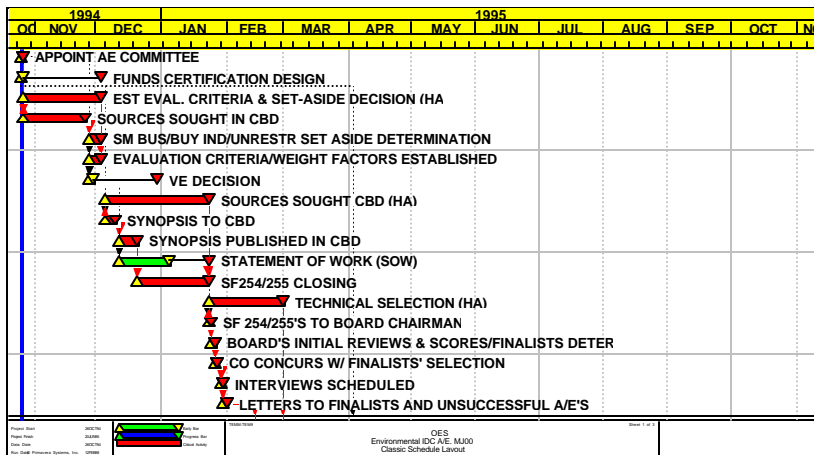 1994 1995
OC NOV DEC JAN FEB MAR APR MAY JUN JUL AUG SEP OCT NO
APPOINT AE COMMITTEE
FUNDS CERTIFICATION DESIGN
EST EVAL. CRITERIA & SET-ASIDE DECISION (HA
SOURCES SOUGHT IN CBD
SM BUS/BUY IND/UNRESTR SET ASIDE DETERMINATION
EVALUATION CRITERIA/WEIGHT FACTORS ESTABLISHED
VE DECISION
SOURCES SOUGHT CBD (HA)
SYNOPSIS TO CBD
SYNOPSIS PUBLISHED IN CBD
STATEMENT OF WORK (SOW)
SF254/255 CLOSING
TECHNICAL SELECTION (HA)
SF 254/255'S TO BOARD CHAIRMAN
BOARD'S INITIAL REVIEWS & SCORES/FINALISTS DETER
CO CONCURS W/ FINALISTS' SELECTION
INTERVIEWS SCHEDULED
LETTERS TO FINALISTS AND UNSUCCESSFUL A/E'S
Project Start
Project Finish
Data Date
Primavera Systems, Inc.
Early Bar
Progress Bar
Critical Activity
OES
Environmental IDC A/E. MJ00
Classic Schedule Layout
Sheet 1 of 3